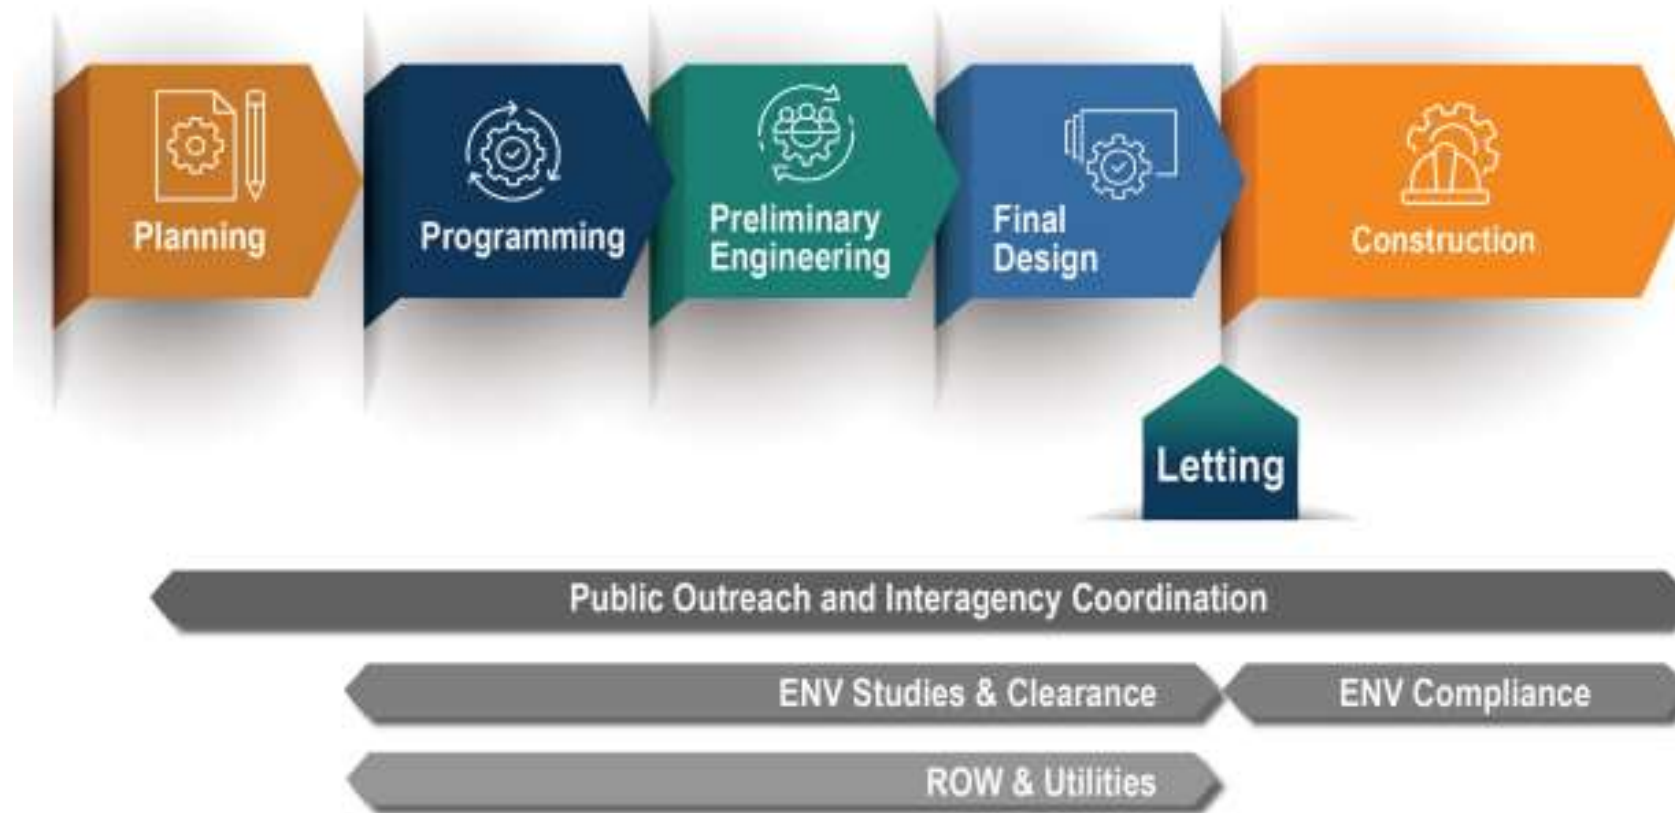 Planning
Programming
Preliminary
Engineering
Final
Design
Construction
Letting
Public Outreach and Interagency Coordination
ENV Studies & Clearance
ENV Compliance
ROW & Utilities